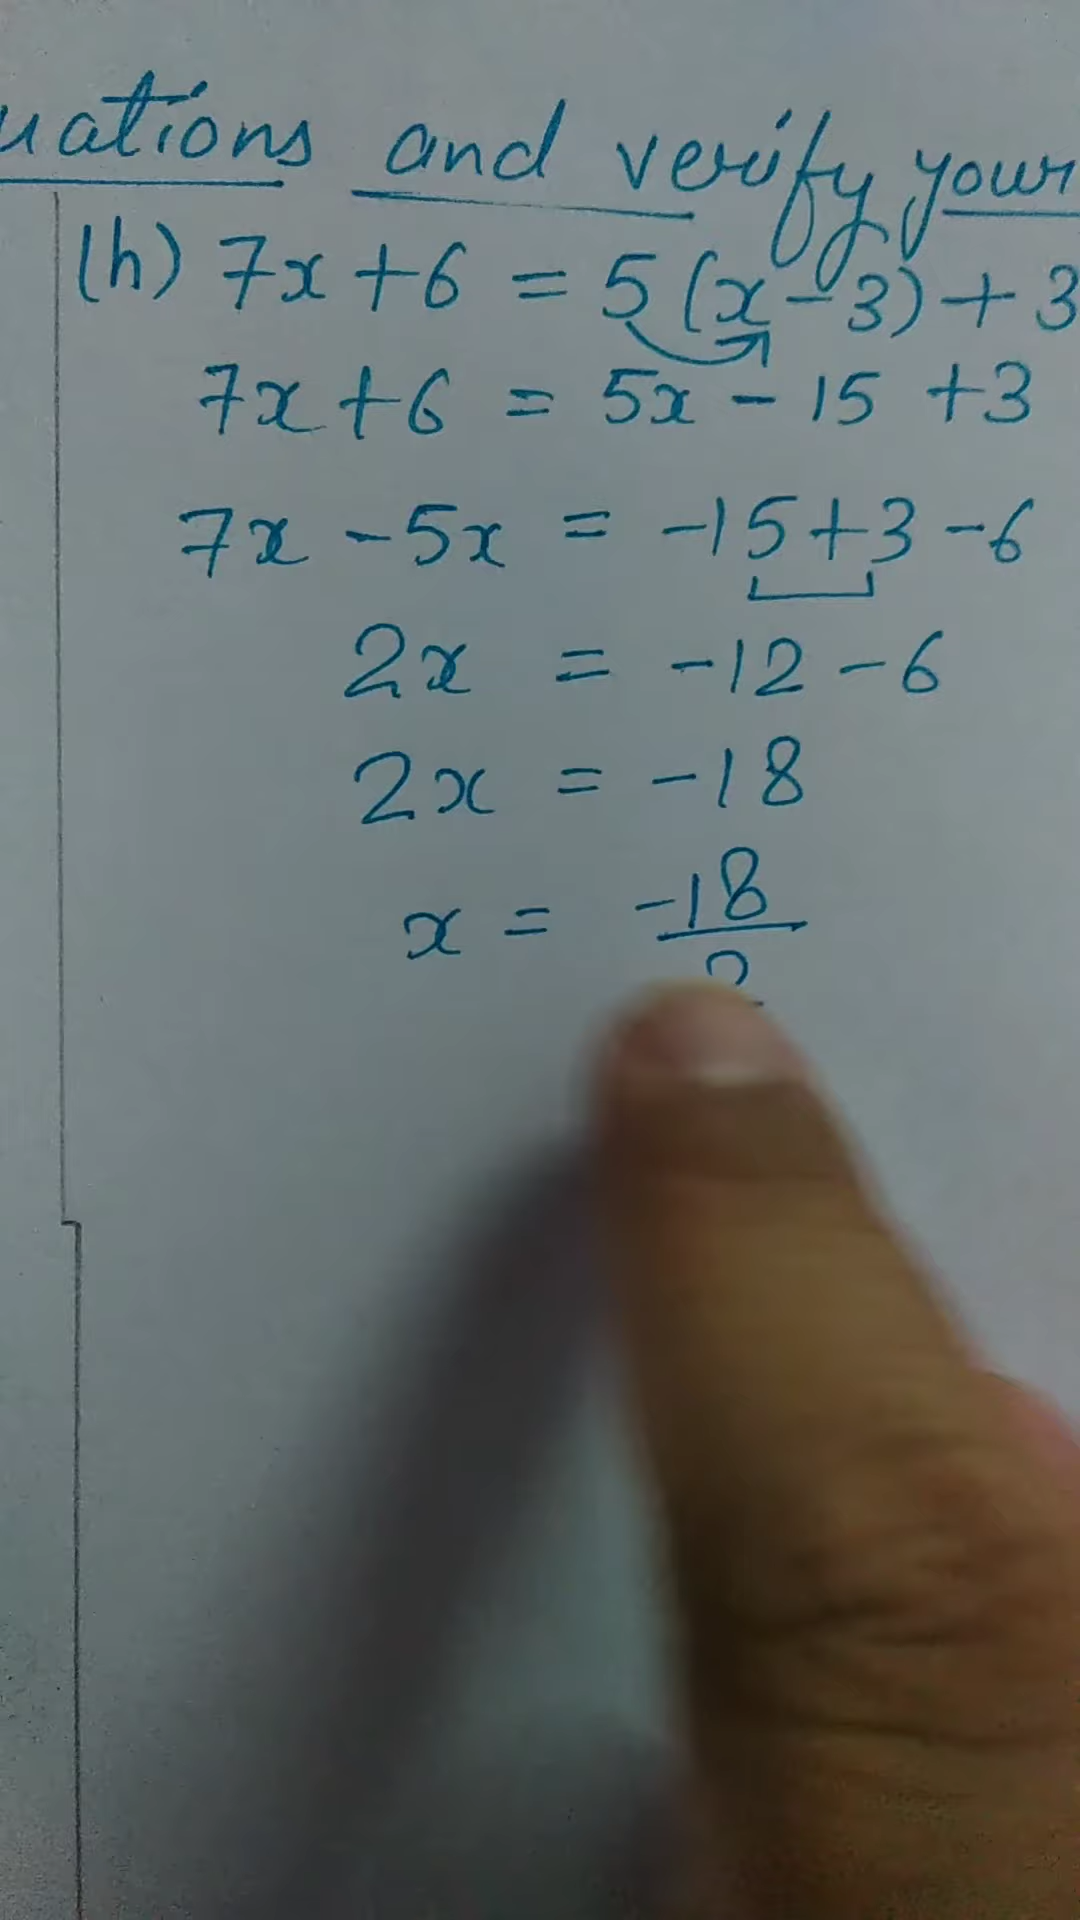 and verify your
(h) 7x + 6 = 5 (x - 3) + 3
7x + 6 = 5x - 15 + 3
7x - 5x = -15 + 3 - 6
2x = -12 - 6
2x = -18
x = -18/2